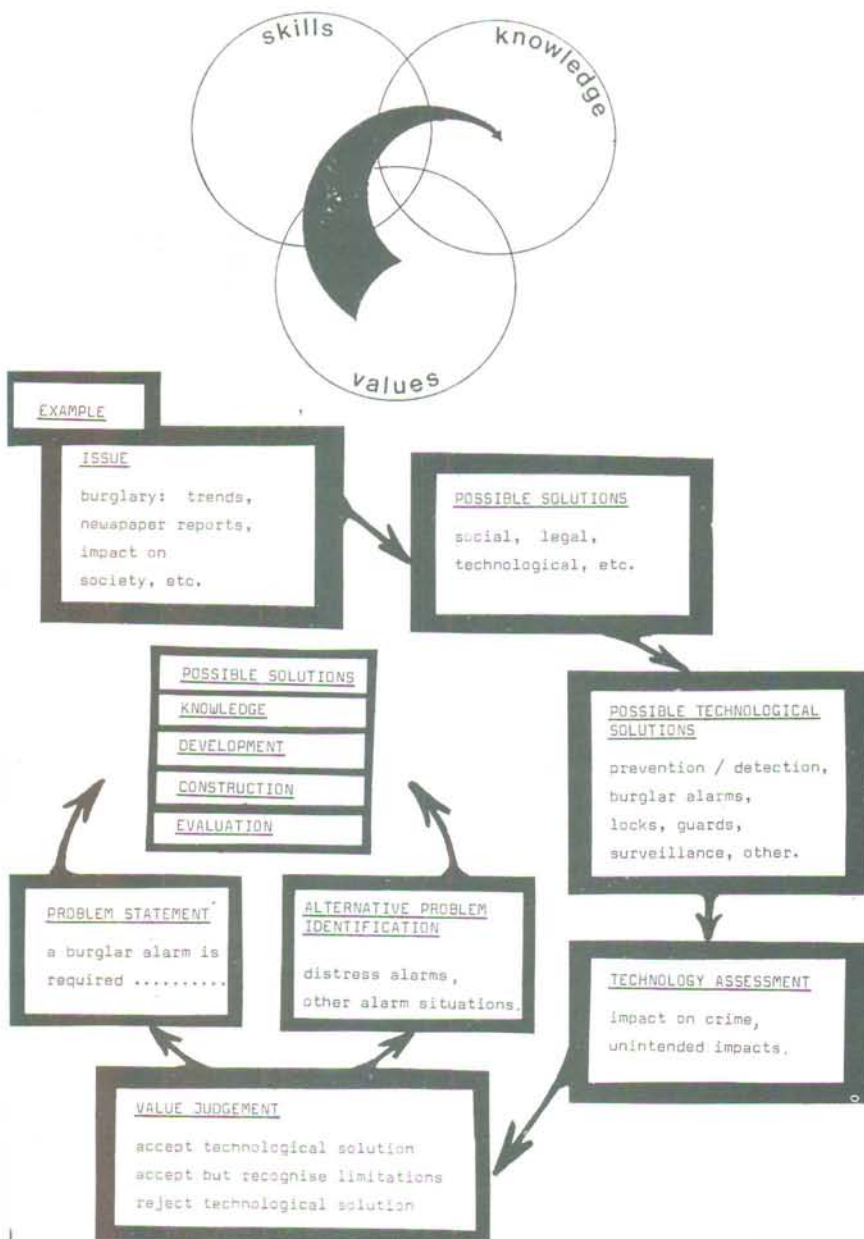 skills
knowledge
values
EXAMPLE
ISSUE
burglary: trends,
newspaper reports,
impact on
society, etc.
POSSIBLE SOLUTIONS
social, legal,
technological, etc.
POSSIBLE TECHNOLOGICAL
SOLUTIONS
prevention / detection,
burglar alarms,
locks, guards,
surveillance, other.
TECHNOLOGY ASSESSMENT
impact on crime,
unintended impacts.
VALUE JUDGEMENT
accept technological solution
accept but recognise limitations
reject technological solution
PROBLEM STATEMENT
a burglar alarm is
required ..........
ALTERNATIVE PROBLEM
IDENTIFICATION
distress alarms,
other alarm situations.
POSSIBLE SOLUTIONS
KNOWLEDGE
DEVELOPMENT
CONSTRUCTION
EVALUATION